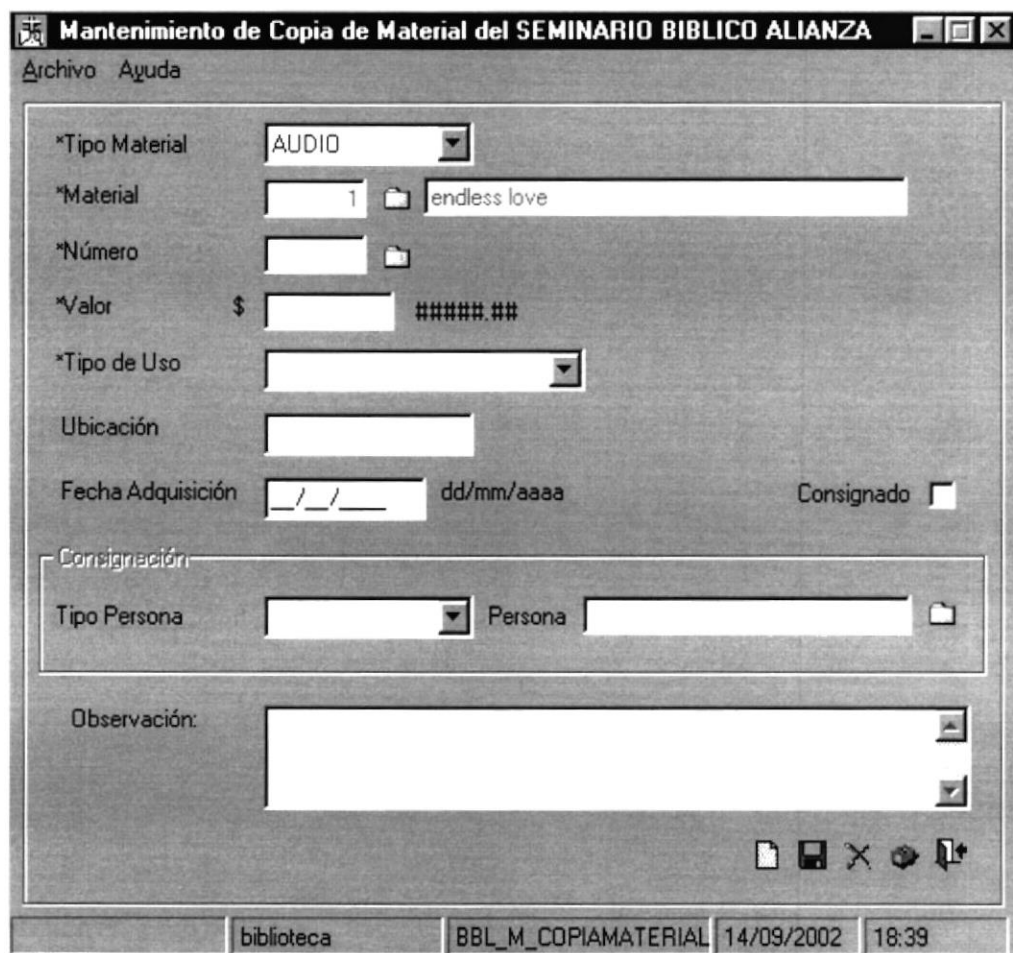 Mantenimiento de Copia de Material del SEMINARIO BIBLICO ALIANZA
Archivo Ayuda
*Tipo Material AUDIO
*Material 1 endless love
*Número
*Valor $ #####.##
*Tipo de Uso
Ubicación
Fecha Adquisición __/__/____ dd/mm/aaaa Consignado
Consignación
Tipo Persona Persona
Observación:
biblioteca BBL_M_COPIAMATERIAL 14/09/2002 18:39